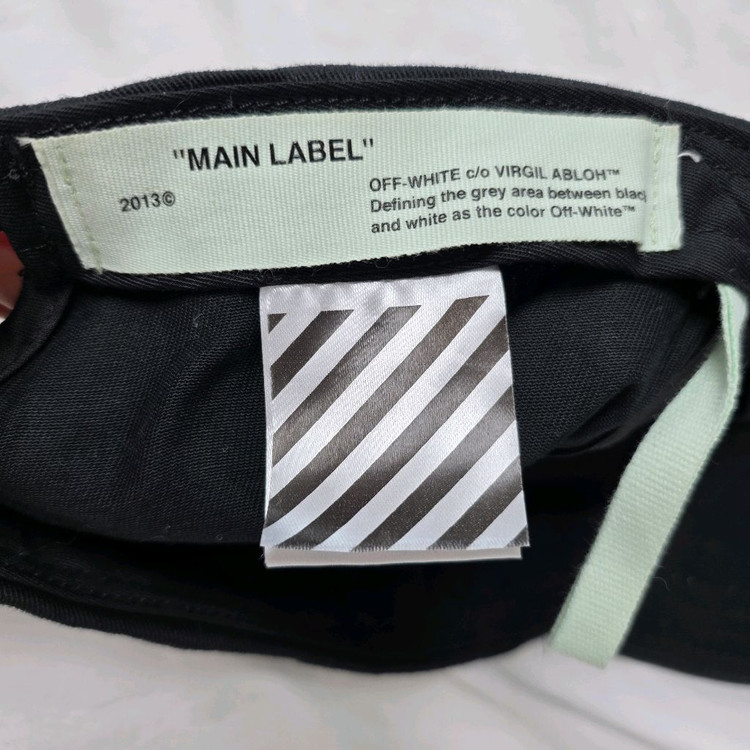 "MAIN LABEL"
2013©
OFF-WHITE c/o VIRGIL ABLOH™
Defining the grey area between black
and white as the color Off-White™